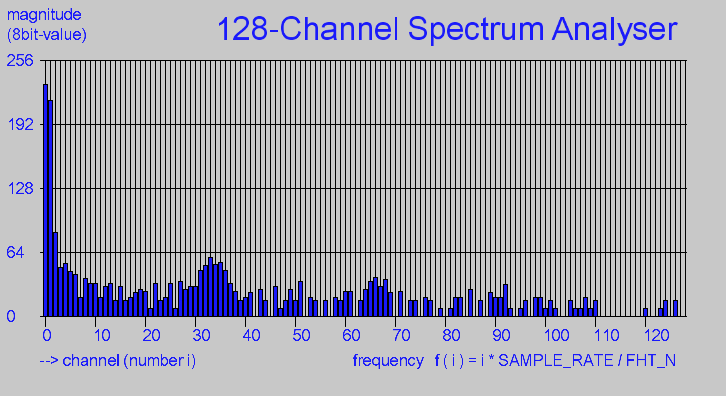 magnitude
(8bit-value)
128-Channel Spectrum Analyser
256
192
128
64
0
0 10 20 30 40 50 60 70 80 90 100 110 120
--> channel (number i)
frequency f ( i ) = i * SAMPLE_RATE / FHT_N